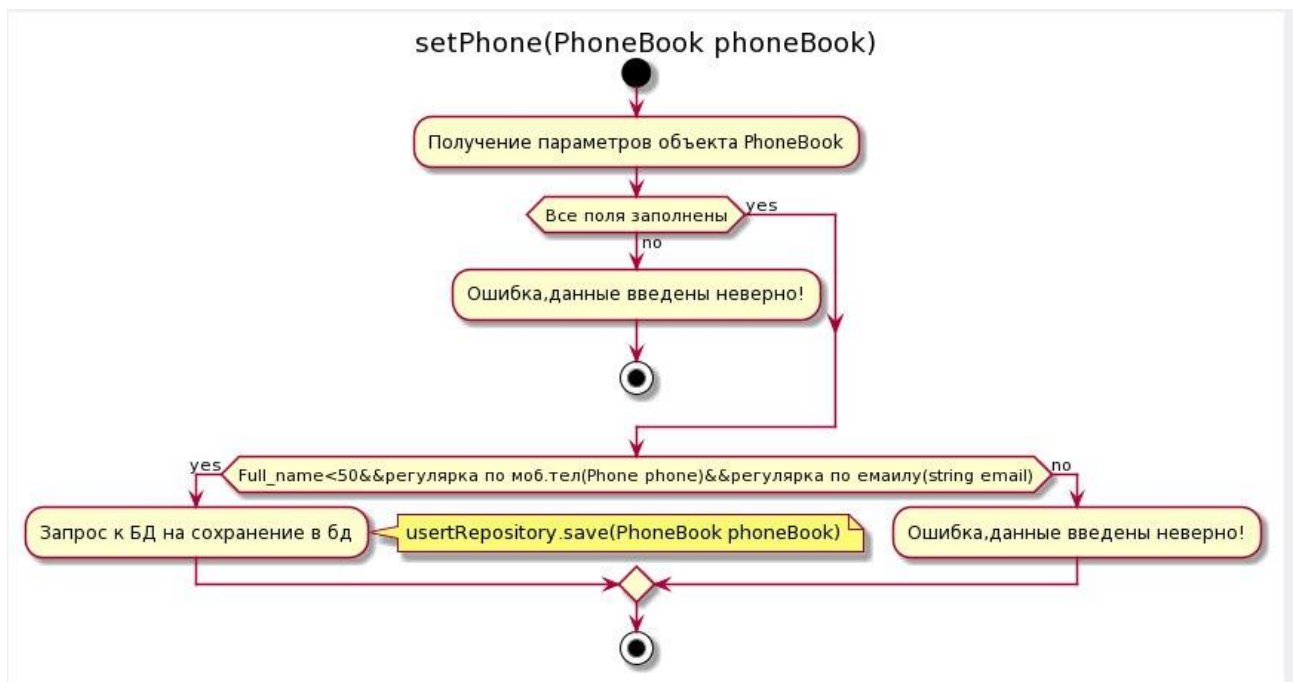 setPhone(PhoneBook phoneBook)
Получение параметров объекта PhoneBook
Все поля заполнены
yes
no
Ошибка,данные введены неверно!
yes
Full_name<50&&регулярка по моб.тел(Phone phone)&&регулярка по емаилу(string email)
no
Запрос к БД на сохранение в бд
usertRepository.save(PhoneBook phoneBook)
Ошибка,данные введены неверно!